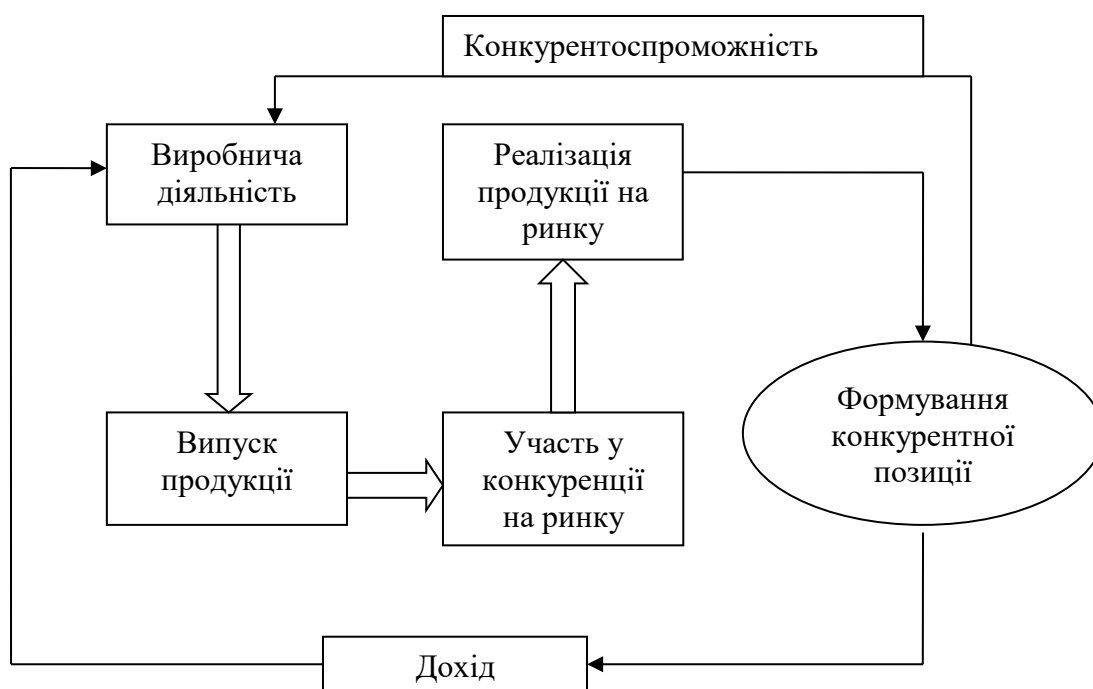 Конкурентоспроможність
Виробнича
діяльність
Реалізація
продукції на
ринку
Випуск
продукції
Участь у
конкуренції
на ринку
Формування
конкурентної
позиції
Дохід